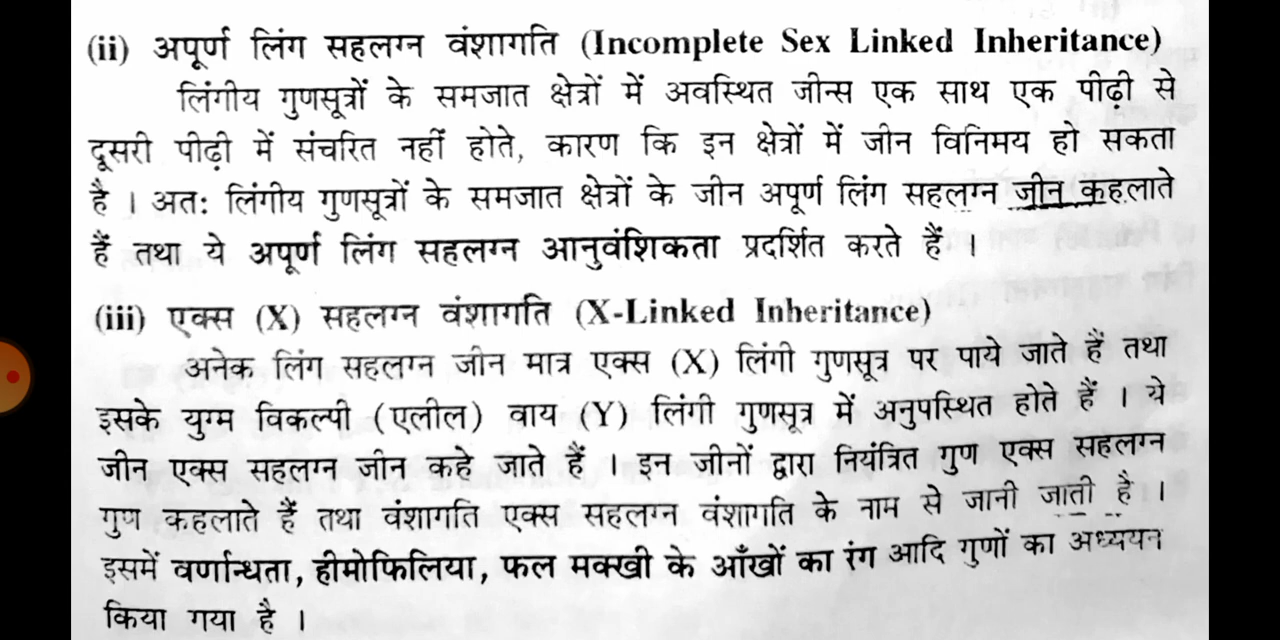 (ii) अपूर्ण लिंग सहलग्न वंशागति (Incomplete Sex Linked Inheritance)
लिंगीय गुणसूत्रों के समजात क्षेत्रों में अवस्थित जीन्स एक साथ एक पीढ़ी से
दूसरी पीढ़ी में संचरित नहीं होते, कारण कि इन क्षेत्रों में जीन विनिमय हो सकता
है । अतः लिंगीय गुणसूत्रों के समजात क्षेत्रों के जीन अपूर्ण लिंग सहलग्न जीन कहलाते
हैं तथा ये अपूर्ण लिंग सहलग्न आनुवंशिकता प्रदर्शित करते हैं ।
(iii) एक्स (X) सहलग्न वंशागति (X-Linked Inheritance)
अनेक लिंग सहलग्न जीन मात्र एक्स (X) लिंगी गुणसूत्र पर पाये जाते हैं तथा
इसके युग्म विकल्पी (एलील) वाय (Y) लिंगी गुणसूत्र में अनुपस्थित होते हैं । ये
जीन एक्स सहलग्न जीन कहे जाते हैं । इन जीनों द्वारा नियंत्रित गुण एक्स सहलग्न
गुण कहलाते हैं तथा वंशागति एक्स सहलग्न वंशागति के नाम से जानी जाती है ।
इसमें वर्णान्धता, हीमोफिलिया, फल मक्खी के आँखों का रंग आदि गुणों का अध्ययन
किया गया है ।